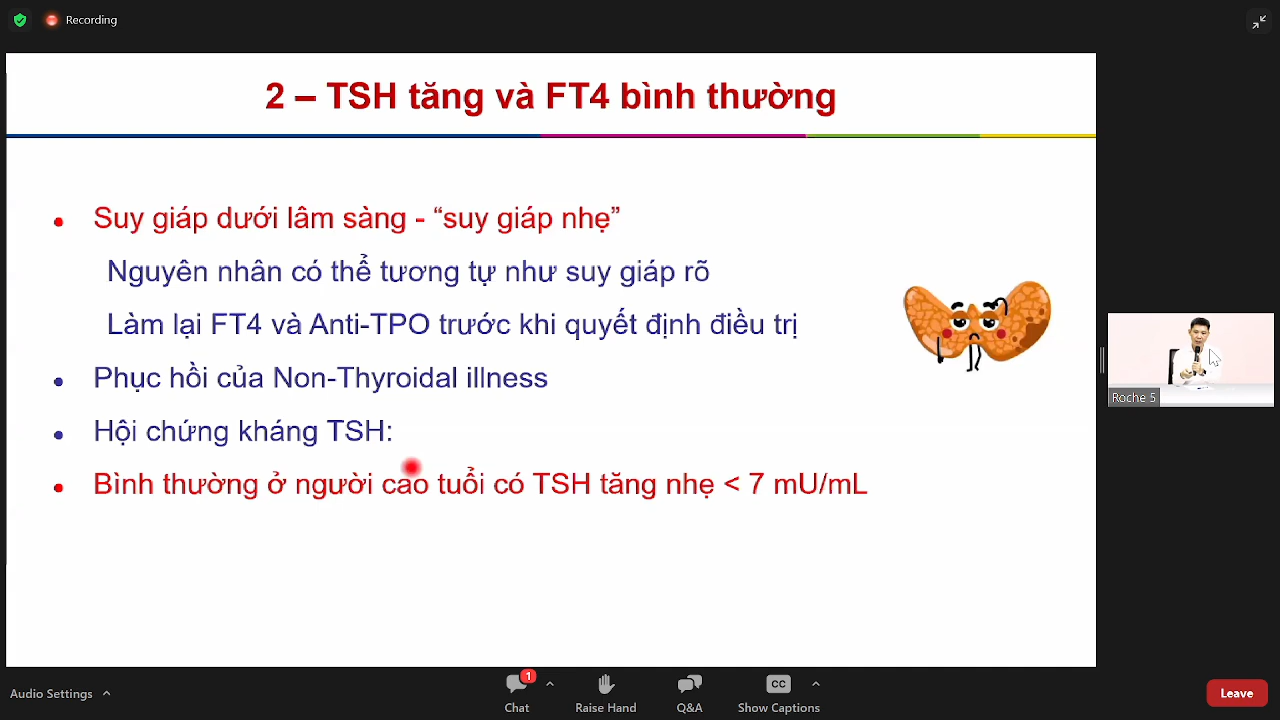 Recording
2 – TSH tăng và FT4 bình thường
• Suy giáp dưới lâm sàng - “suy giáp nhẹ”
Nguyên nhân có thể tương tự như suy giáp rõ
Làm lại FT4 và Anti-TPO trước khi quyết định điều trị
• Phục hồi của Non-Thyroidal illness
• Hội chứng kháng TSH:
• Bình thường ở người cao tuổi có TSH tăng nhẹ < 7 mU/mL
Roche 5
Audio Settings
1
Chat
Raise Hand
Q&A
CC
Show Captions
Leave